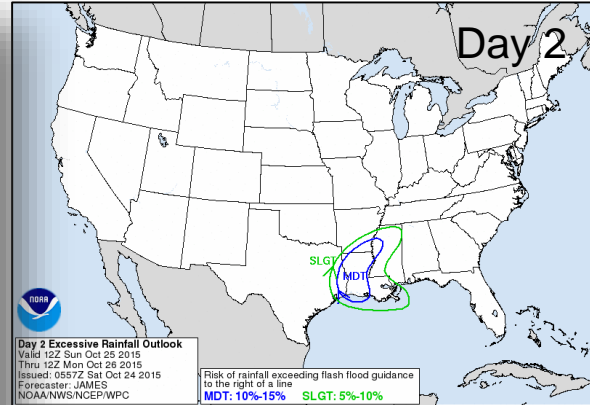 Day 2
SLGT
MDT
NOAA
Day 2 Excessive Rainfall Outlook
Valid 12Z Sun Oct 25 2015
Thru 12Z Mon Oct 26 2015
Issued: 0557Z Sat Oct 24 2015
Forecaster: JAMES
NOAA/NWS/NCEP/WPC
Risk of rainfall exceeding flash flood guidance
to the right of a line
MDT: 10%-15% SLGT: 5%-10%